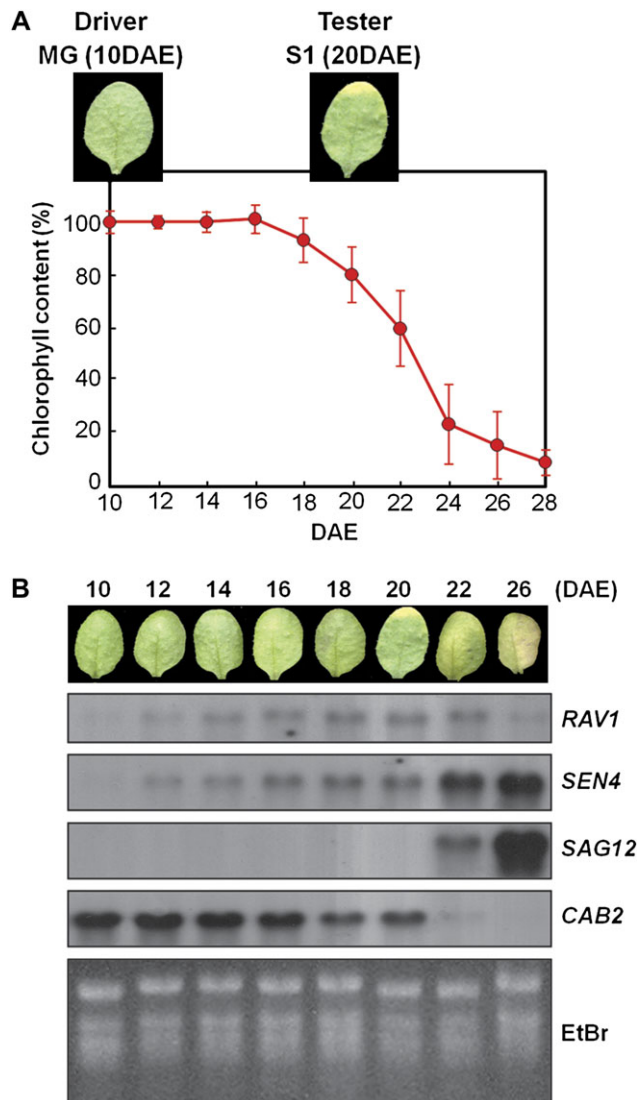 A
Driver
MG (10DAE)
Tester
S1 (20DAE)
Chlorophyll content (%)
100
80
60
40
20
0
10 12 14 16 18 20 22 24 26 28
DAE
B
10 12 14 16 18 20 22 26 (DAE)
RAV1
SEN4
SAG12
CAB2
EtBr